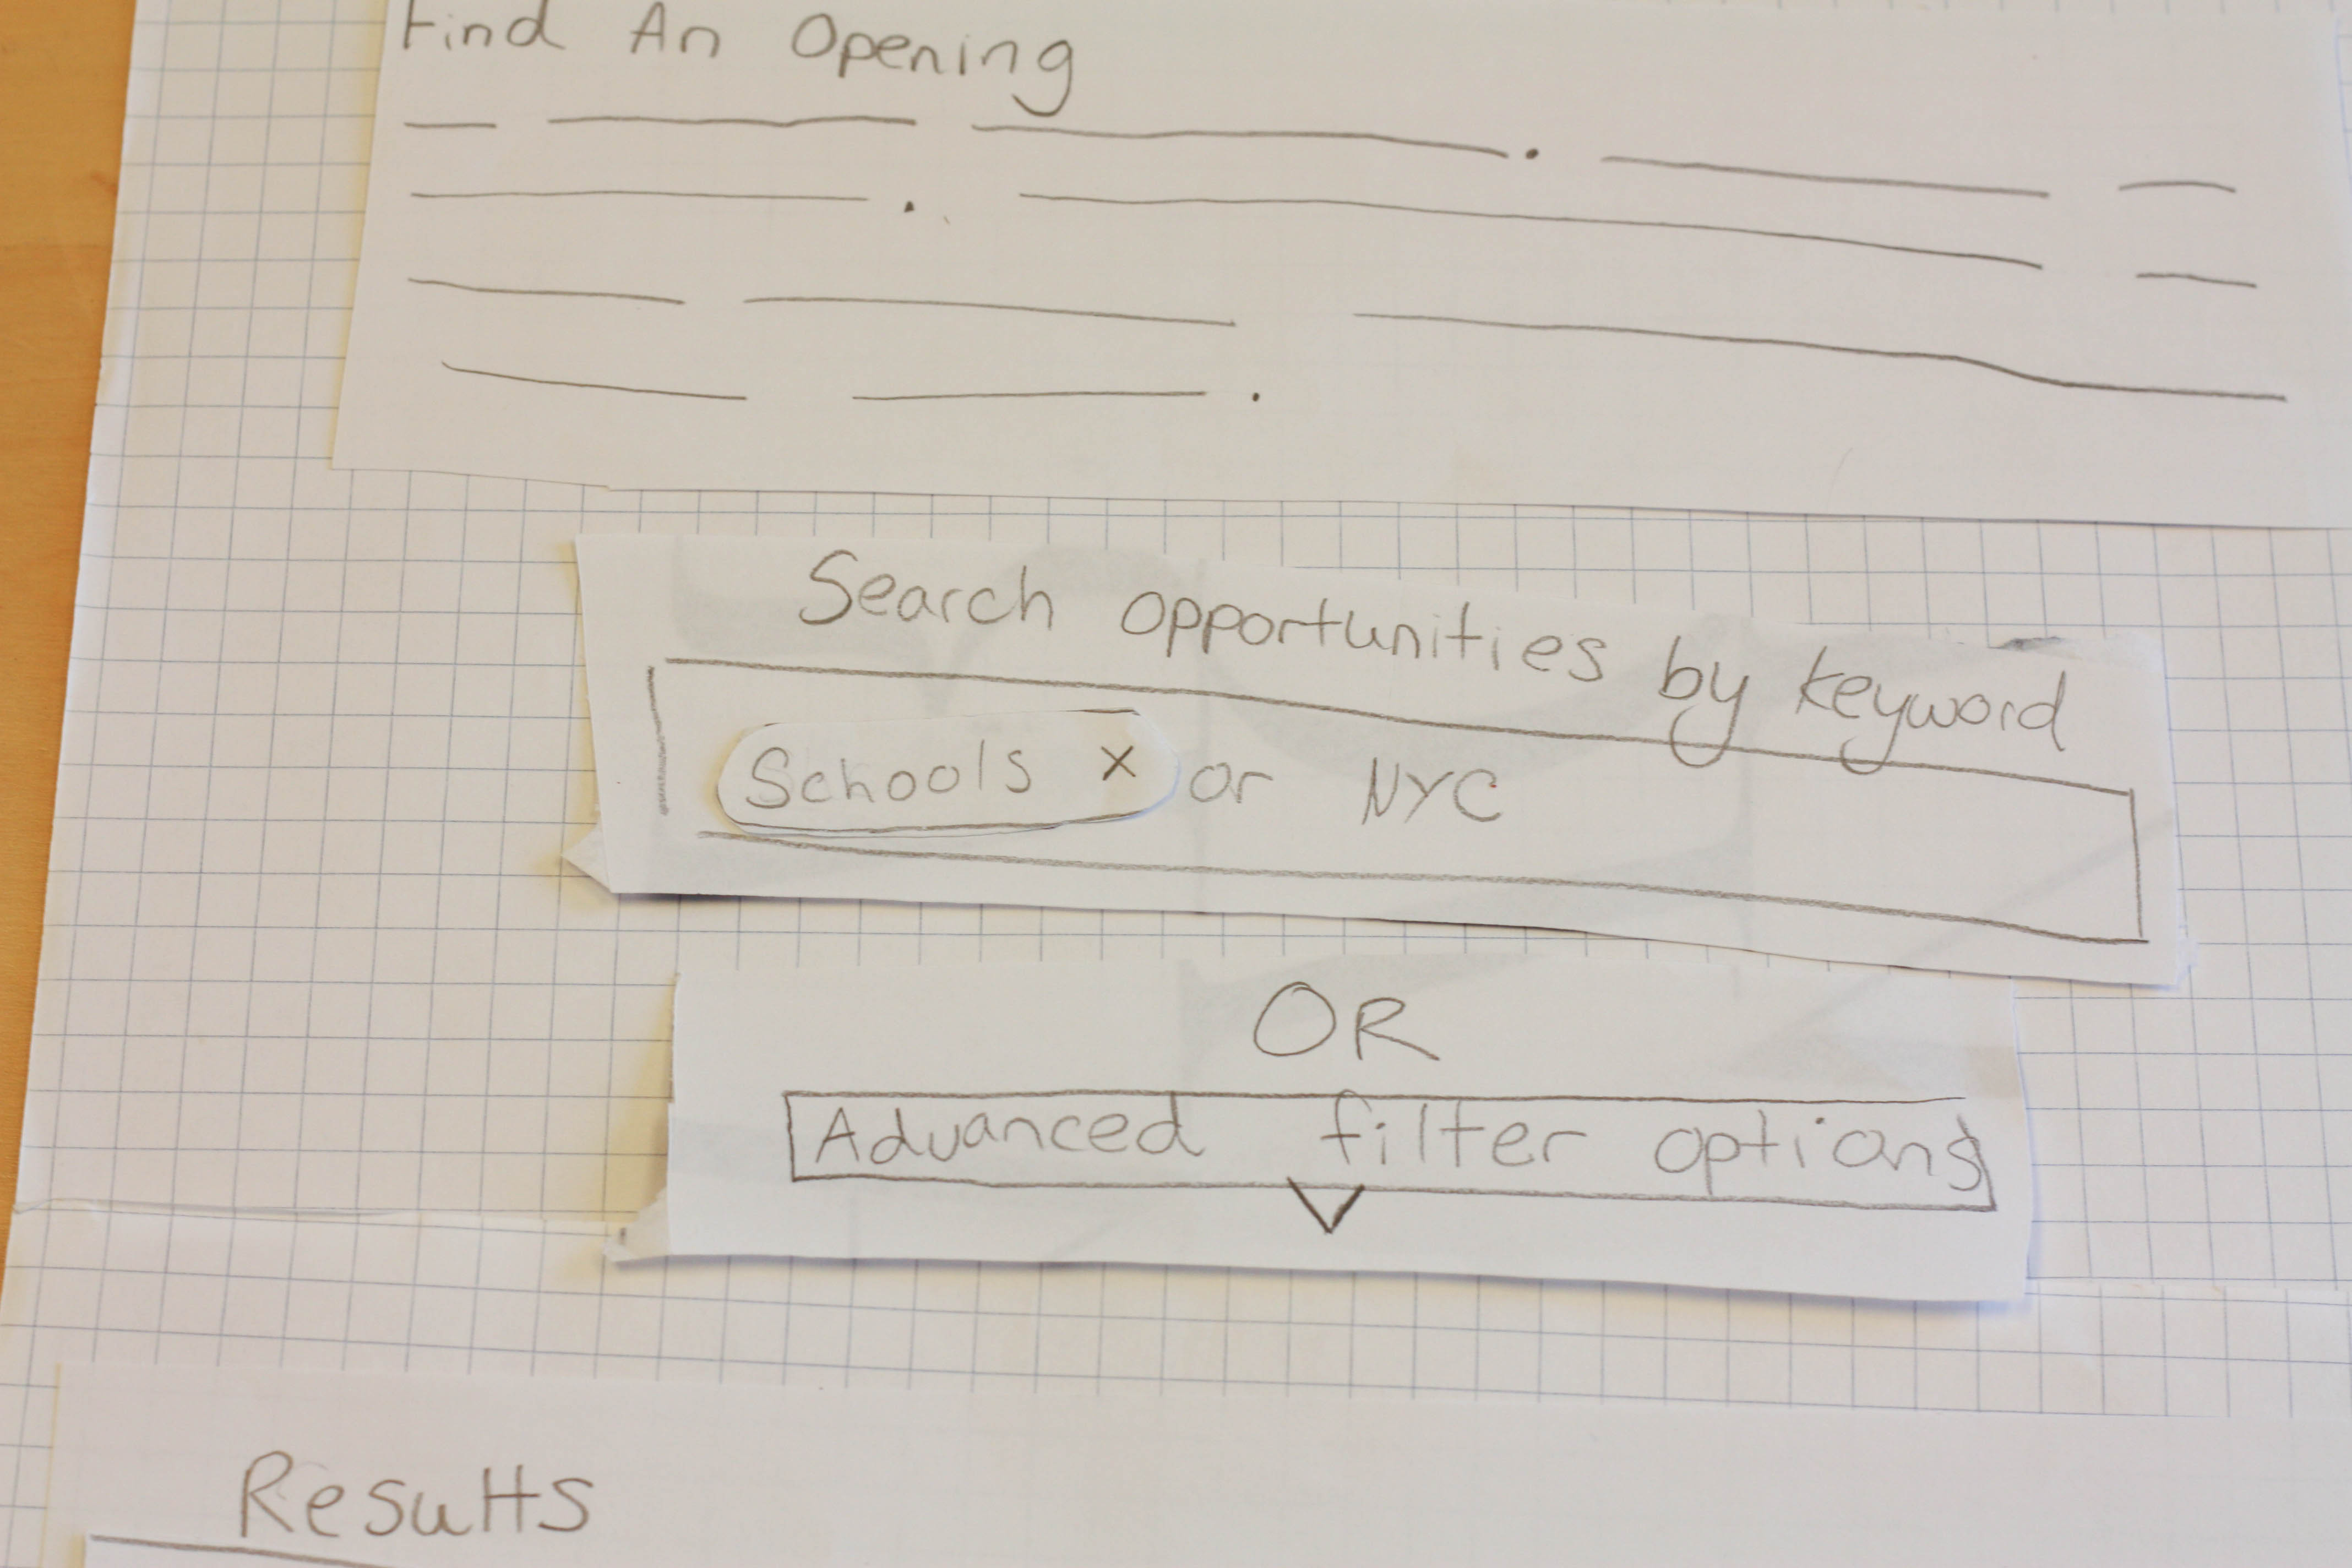 Find An Opening
Search opportunities by keyword
Schools x or NYC
OR
Advanced filter options
Results